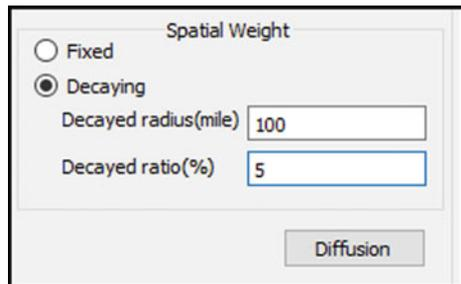 Spatial Weight
Fixed
Decaying
Decayed radius(mile) 100
Decayed ratio(%) 5
Diffusion